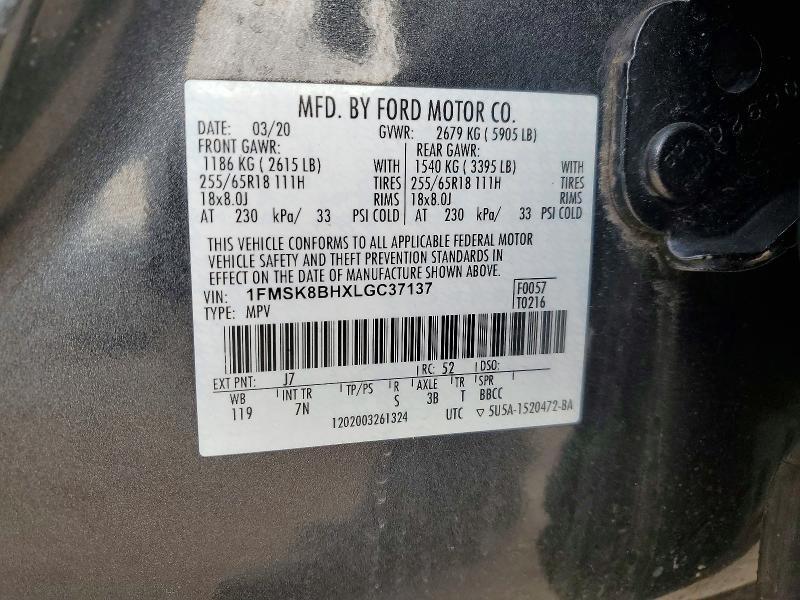 MFD. BY FORD MOTOR CO.
DATE: 03/20 GVWR: 2679 KG ( 5905 LB)
FRONT GAWR: REAR GAWR:
1186 KG ( 2615 LB) WITH 1540 KG ( 3395 LB) WITH
255/65R18 111H TIRES 255/65R18 111H TIRES
18x8.0J RIMS 18x8.0J RIMS
AT 230 kPa/ 33 PSI COLD AT 230 kPa/ 33 PSI COLD
THIS VEHICLE CONFORMS TO ALL APPLICABLE FEDERAL MOTOR
VEHICLE SAFETY AND THEFT PREVENTION STANDARDS IN
EFFECT ON THE DATE OF MANUFACTURE SHOWN ABOVE.
VIN: 1FMSK8BHXLGC37137 F0057
TYPE: MPV T0216
EXT PNT: J7 RC: 52 DSO:
WB INT TR TP/PS R AXLE TR SPR
119 7N S 3B T BBCC
1202003261324 UTC ▽ 5U5A-1520472-BA